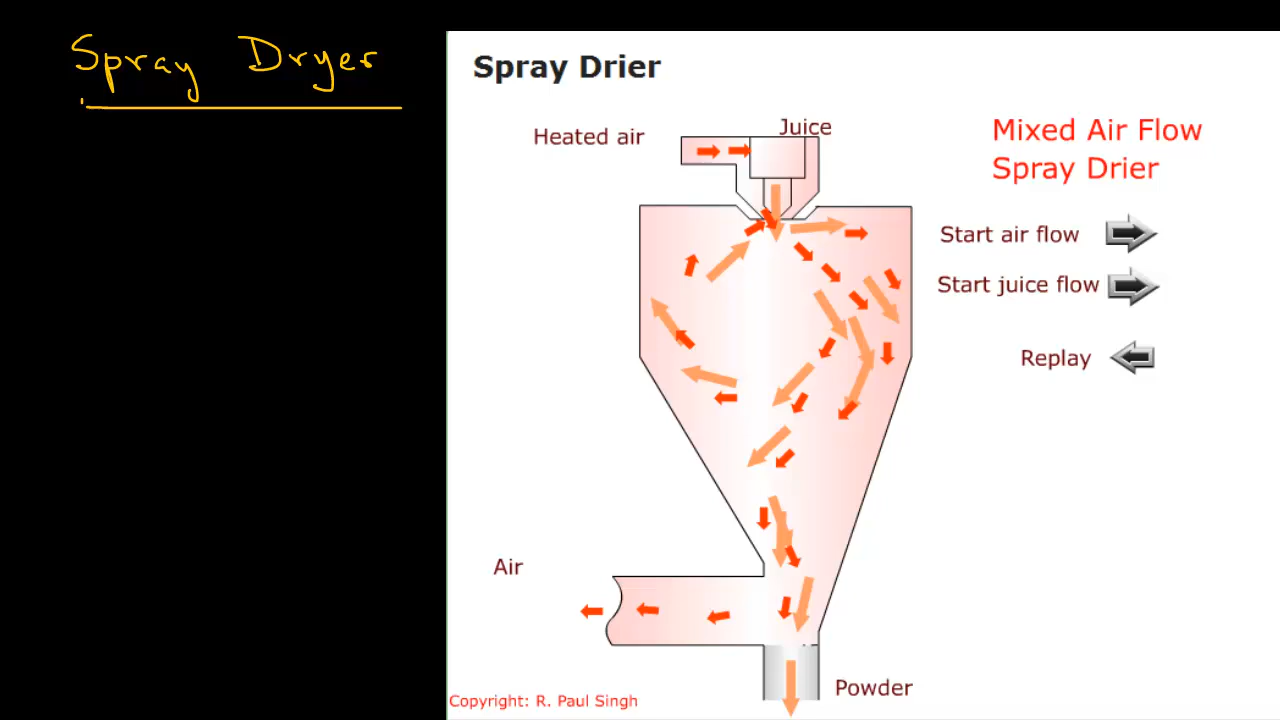 Spray Dryer
Spray Drier
Heated air
Juice
Mixed Air Flow
Spray Drier
Start air flow
Start juice flow
Replay
Air
Powder
Copyright: R. Paul Singh